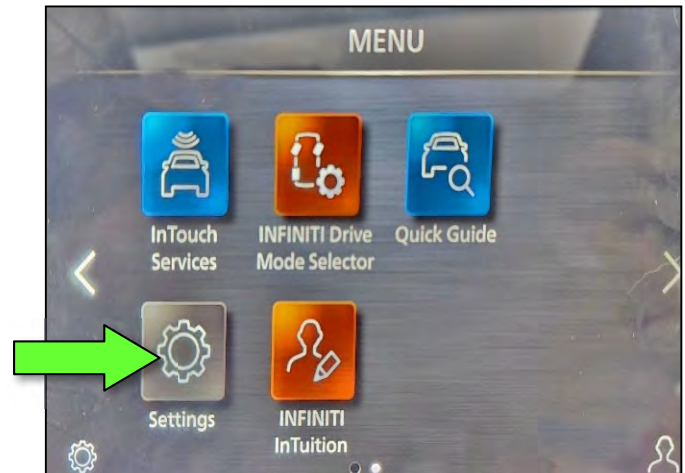 MENU
InTouch
Services
INFINITI Drive
Mode Selector
Quick Guide
Settings
INFINITI
InTuition